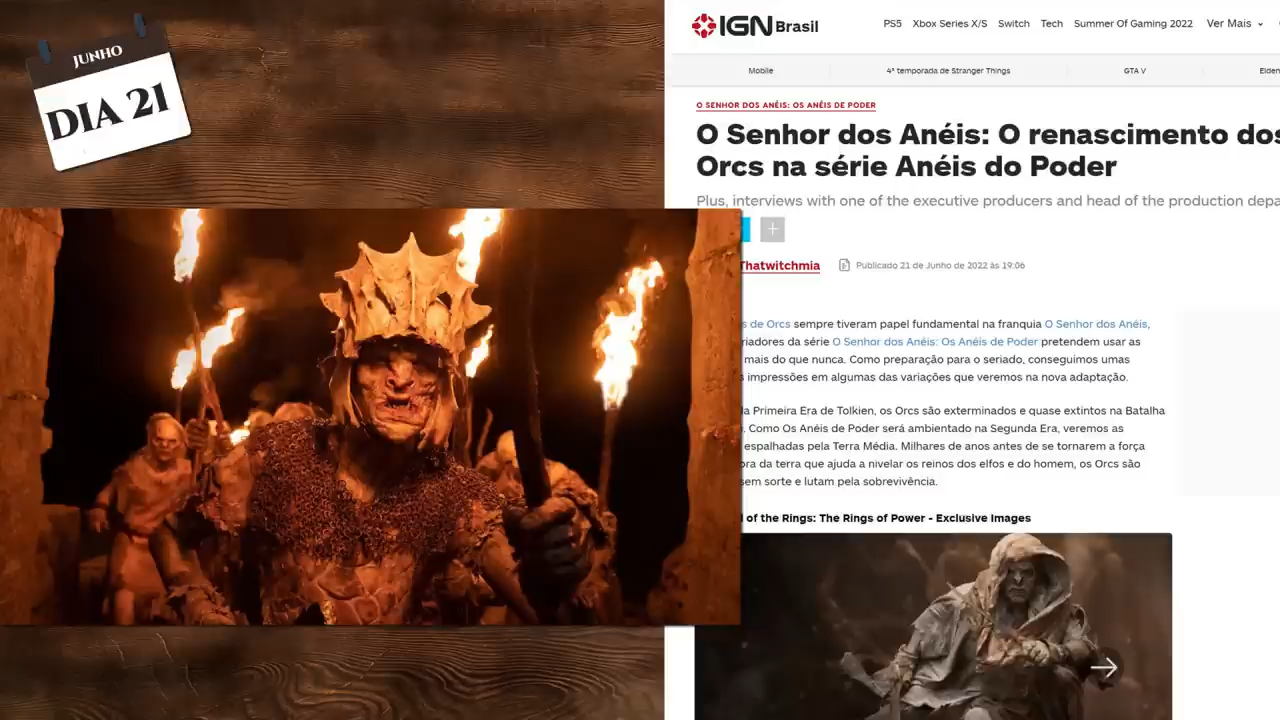 JUNHO
DIA 21
IGN Brasil
PS5 Xbox Series X/S Switch Tech Summer Of Gaming 2022 Ver Mais
Mobile 4ª temporada de Stranger Things GTA V
O SENHOR DOS ANÉIS: OS ANÉIS DE PODER
O Senhor dos Anéis: O renascimento dos
Orcs na série Anéis do Poder
Plus, interviews with one of the executive producers and head of the production
Thatwitchmia Publicado 21 de Junho de 2022 às 19:06
s de Orcs sempre tiveram papel fundamental na franquia O Senhor dos Anéis,
riadores da série O Senhor dos Anéis: Os Anéis de Poder pretendem usar as
mais do que nunca. Como preparação para o seriado, conseguimos umas
s impressões em algumas das variações que veremos na nova adaptação.
la Primeira Era de Tolkien, os Orcs são exterminados e quase extintos na Batalha
. Como Os Anéis de Poder será ambientado na Segunda Era, veremos as
espalhadas pela Terra Média. Milhares de anos antes de se tornarem a força
ora da terra que ajuda a nivelar os reinos dos elfos e do homem, os Orcs são
sem sorte e lutam pela sobrevivência.
of the Rings: The Rings of Power - Exclusive Images